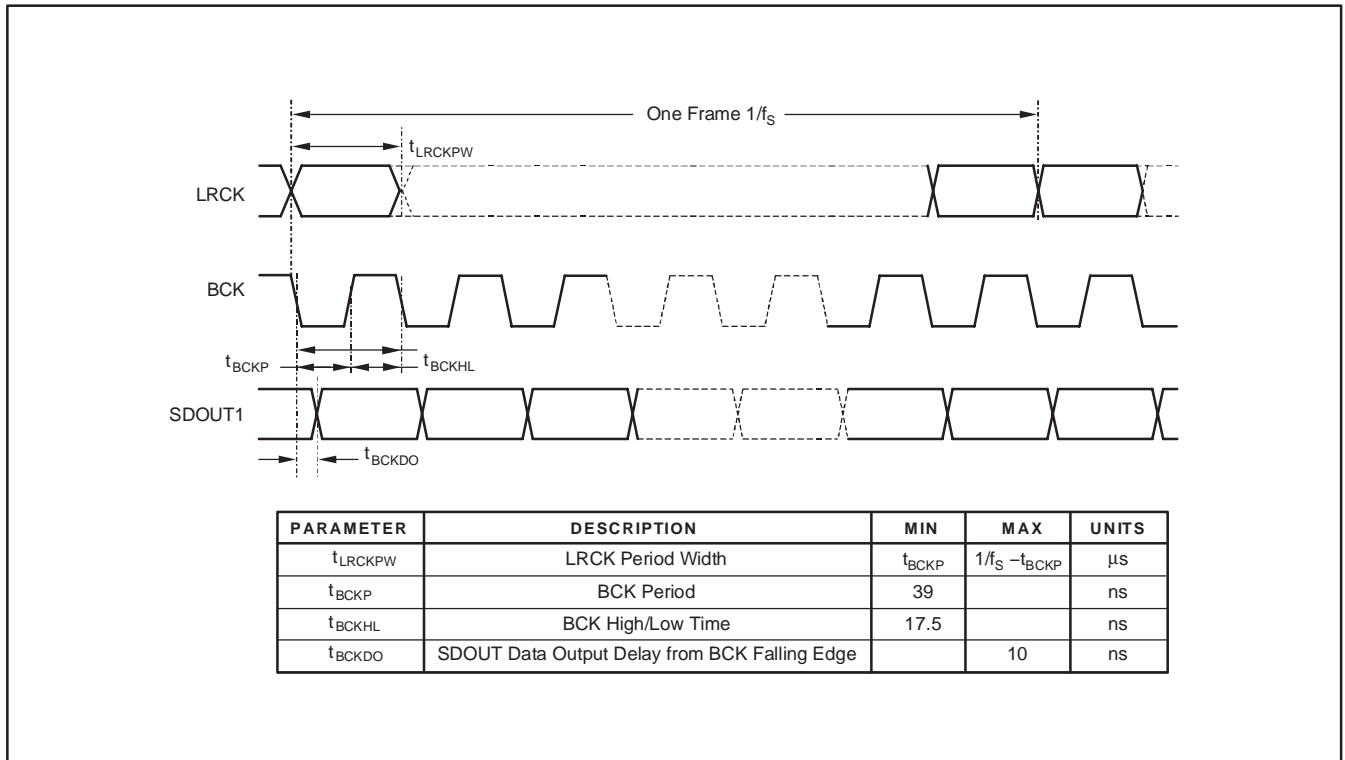 One Frame 1/fS
tLRCKPW
LRCK
BCK
tBCKP
tBCKHL
SDOUT1
tBCKDO
PARAMETER DESCRIPTION MIN MAX UNITS
tLRCKPW LRCK Period Width tBCKP 1/fS −tBCKP μs
tBCKP BCK Period 39 ns
tBCKHL BCK High/Low Time 17.5 ns
tBCKDO SDOUT Data Output Delay from BCK Falling Edge 10 ns